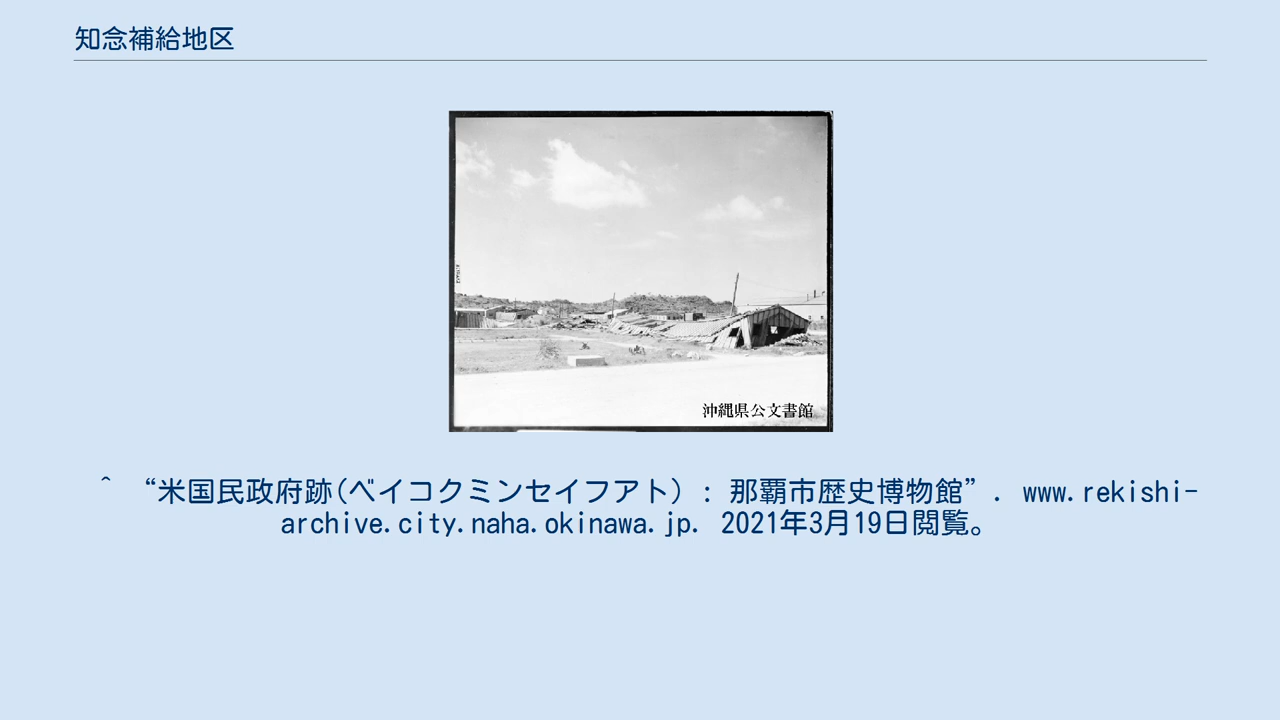 知念補給地区
沖縄県公文書館
^ “米国民政府跡(ベイコクミンセイフアト) : 那覇市歴史博物館”. www.rekishi-
archive.city.naha.okinawa.jp. 2021年3月19日閲覧。